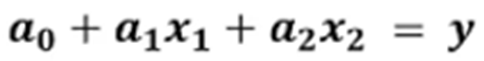 a₀ + a₁x₁ + a₂x₂ = y